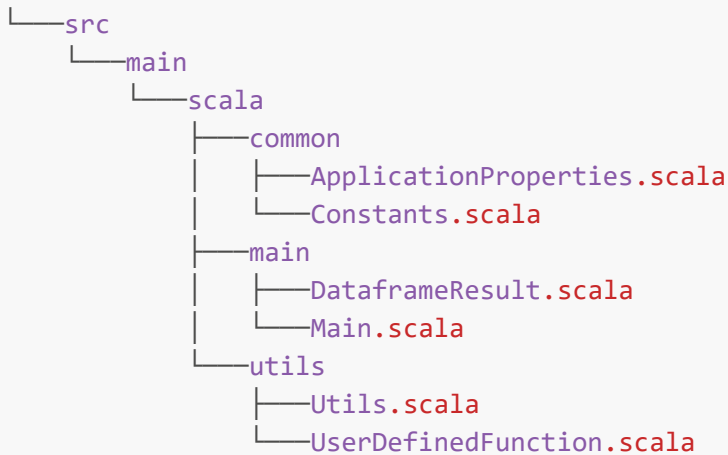 └───src
    └───main
        └───scala
            ├───common
            │   ├───ApplicationProperties.scala
            │   └───Constants.scala
            ├───main
            │   ├───DataframeResult.scala
            │   └───Main.scala
            └───utils
                ├───Utils.scala
                └───UserDefinedFunction.scala